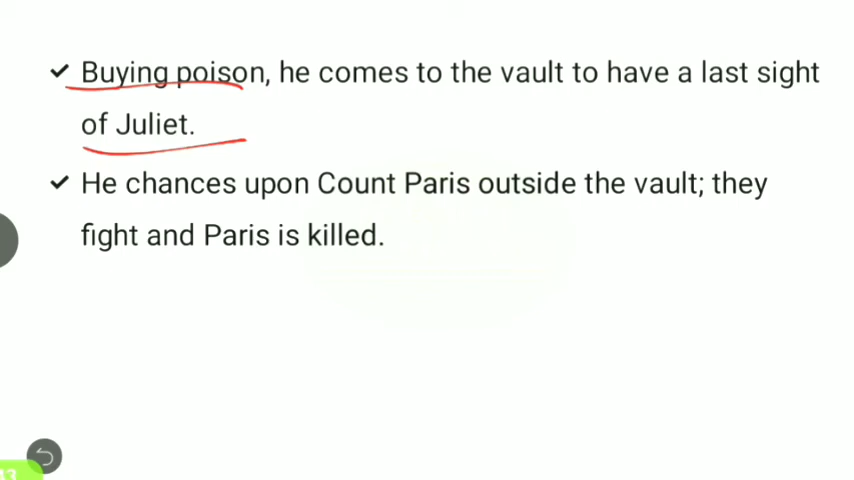 Buying poison, he comes to the vault to have a last sight
of Juliet.
He chances upon Count Paris outside the vault; they
fight and Paris is killed.